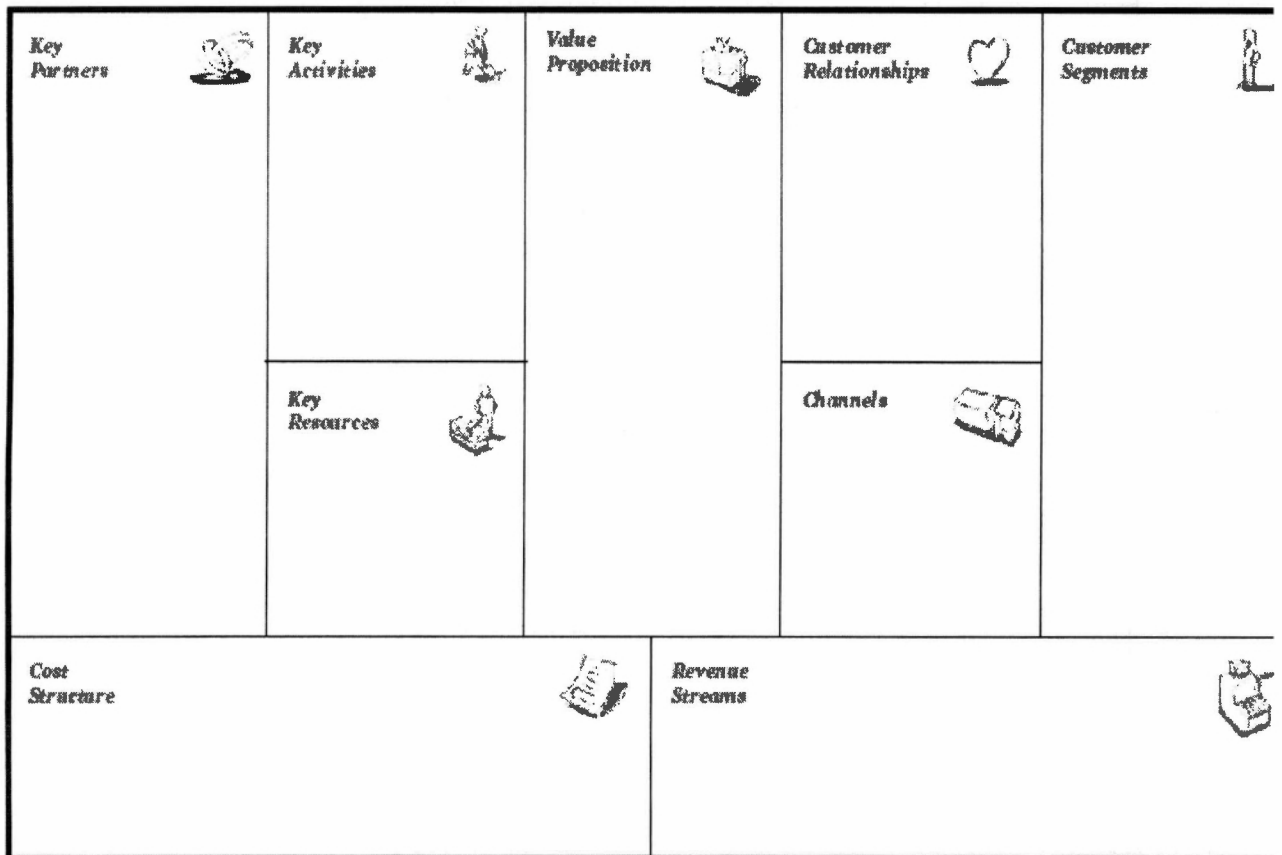 Key
Partners
Key
Activities
Value
Proposition
Customer
Relationships
Customer
Segments
Key
Resources
Channels
Cost
Structure
Revenue
Streams